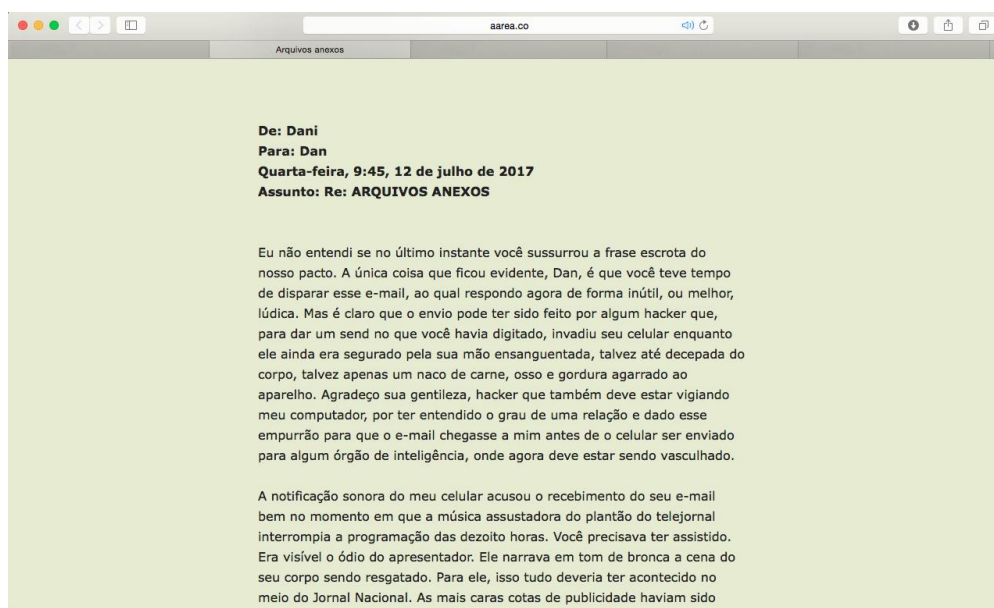 aarea.co
Arquivos anexos
De: Dani
Para: Dan
Quarta-feira, 9:45, 12 de julho de 2017
Assunto: Re: ARQUIVOS ANEXOS
Eu não entendi se no último instante você sussurrou a frase escrota do
nosso pacto. A única coisa que ficou evidente, Dan, é que você teve tempo
de disparar esse e-mail, ao qual respondo agora de forma inútil, ou melhor,
lúdica. Mas é claro que o envio pode ter sido feito por algum hacker que,
para dar um send no que você havia digitado, invadiu seu celular enquanto
ele ainda era segurado pela sua mão ensanguentada, talvez até decepada do
corpo, talvez apenas um naco de carne, osso e gordura agarrado ao
aparelho. Agradeço sua gentileza, hacker que também deve estar vigiando
meu computador, por ter entendido o grau de uma relação e dado esse
empurrão para que o e-mail chegasse a mim antes de o celular ser enviado
para algum órgão de inteligência, onde agora deve estar sendo vasculhado.
A notificação sonora do meu celular acusou o recebimento do seu e-mail
bem no momento em que a música assustadora do plantão do telejornal
interrompia a programação das dezoito horas. Você precisava ter assistido.
Era visível o ódio do apresentador. Ele narrava em tom de bronca a cena do
seu corpo sendo resgatado. Para ele, isso tudo deveria ter acontecido no
meio do Jornal Nacional. As mais caras cotas de publicidade haviam sido